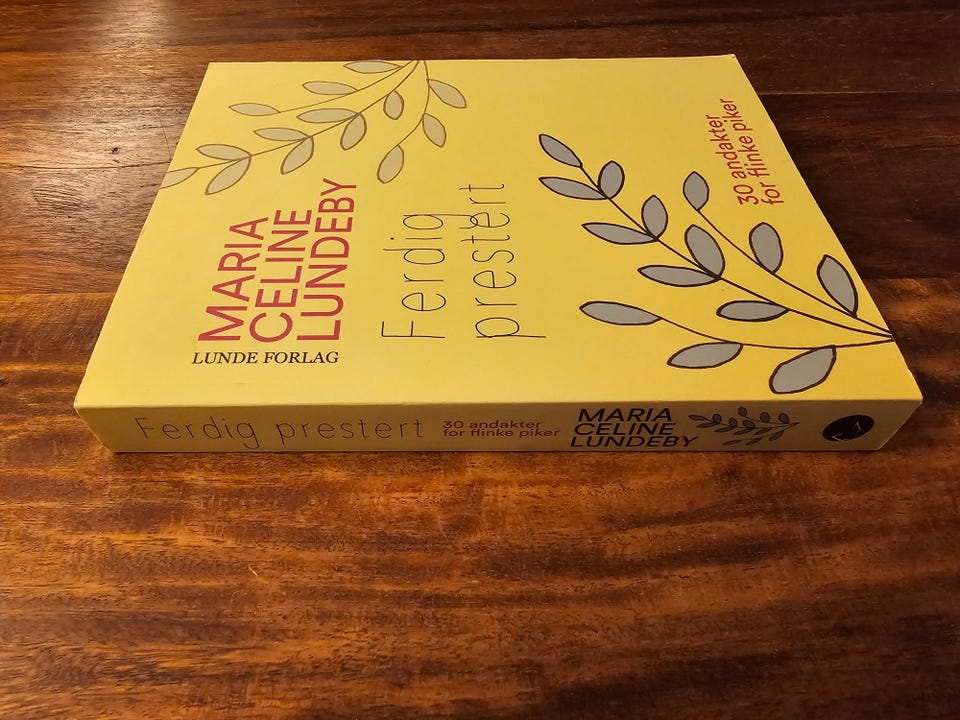 MARIA
CELINE
LUNDEBY
LUNDE FORLAG
Ferdig
prestert
30 andakter
for flinke piker
Ferdig prestert
30 andakter
for flinke piker
MARIA
CELINE
LUNDEBY